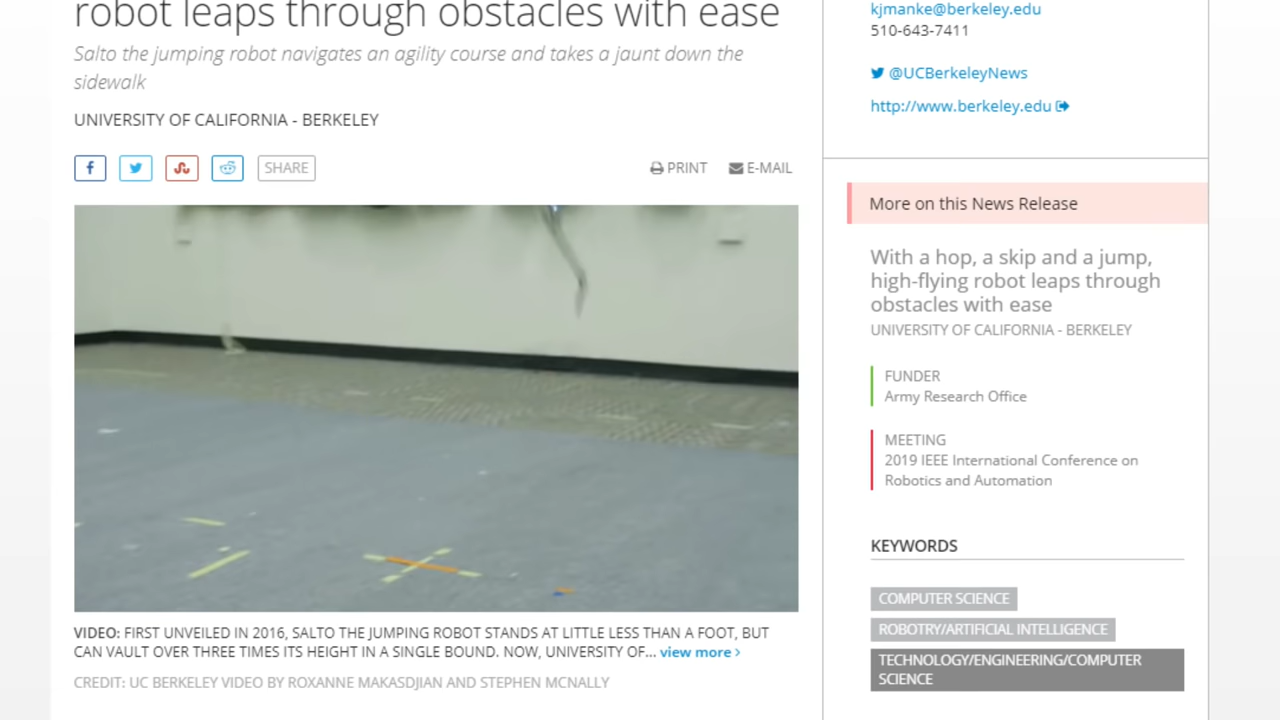 robot leaps through obstacles with ease
Salto the jumping robot navigates an agility course and takes a jaunt down the
sidewalk
UNIVERSITY OF CALIFORNIA - BERKELEY
SHARE
PRINT
E-MAIL
VIDEO: FIRST UNVEILED IN 2016, SALTO THE JUMPING ROBOT STANDS AT LITTLE LESS THAN A FOOT, BUT
CAN VAULT OVER THREE TIMES ITS HEIGHT IN A SINGLE BOUND. NOW, UNIVERSITY OF... view more ›
CREDIT: UC BERKELEY VIDEO BY ROXANNE MAKASDJIAN AND STEPHEN MCNALLY
kjmanke@berkeley.edu
510-643-7411
@UCBerkeleyNews
http://www.berkeley.edu
More on this News Release
With a hop, a skip and a jump,
high-flying robot leaps through
obstacles with ease
UNIVERSITY OF CALIFORNIA - BERKELEY
FUNDER
Army Research Office
MEETING
2019 IEEE International Conference on
Robotics and Automation
KEYWORDS
COMPUTER SCIENCE
ROBOTRY/ARTIFICIAL INTELLIGENCE
TECHNOLOGY/ENGINEERING/COMPUTER
SCIENCE